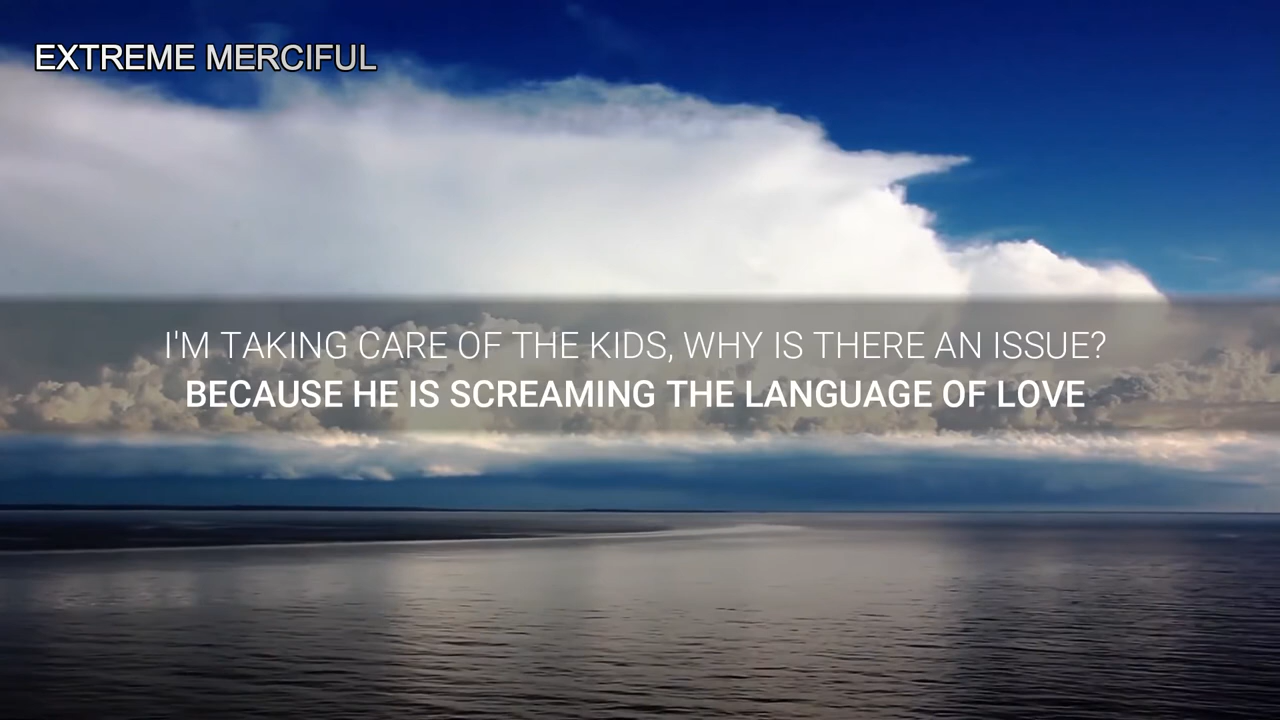 EXTREME MERCIFUL
I'M TAKING CARE OF THE KIDS, WHY IS THERE AN ISSUE?
BECAUSE HE IS SCREAMING THE LANGUAGE OF LOVE